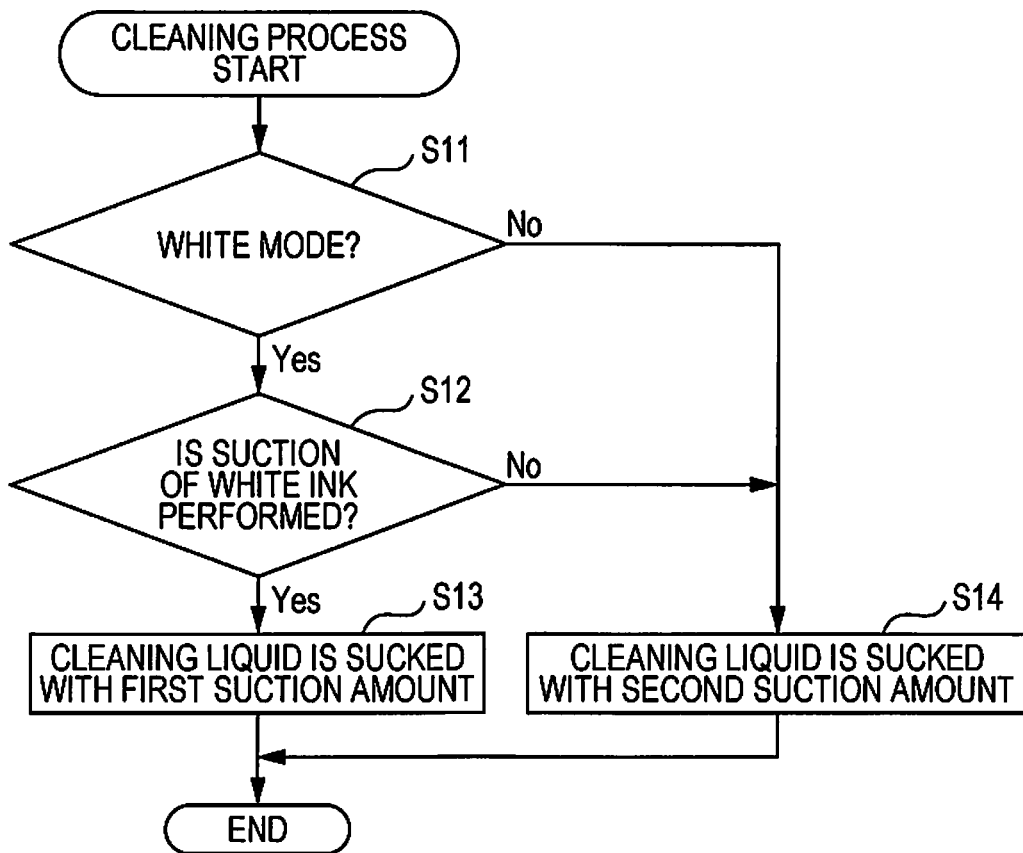 CLEANING PROCESS
START
S11
WHITE MODE?
No
Yes
S12
IS SUCTION
OF WHITE INK
PERFORMED?
No
Yes
S13
CLEANING LIQUID IS SUCKED
WITH FIRST SUCTION AMOUNT
S14
CLEANING LIQUID IS SUCKED
WITH SECOND SUCTION AMOUNT
END